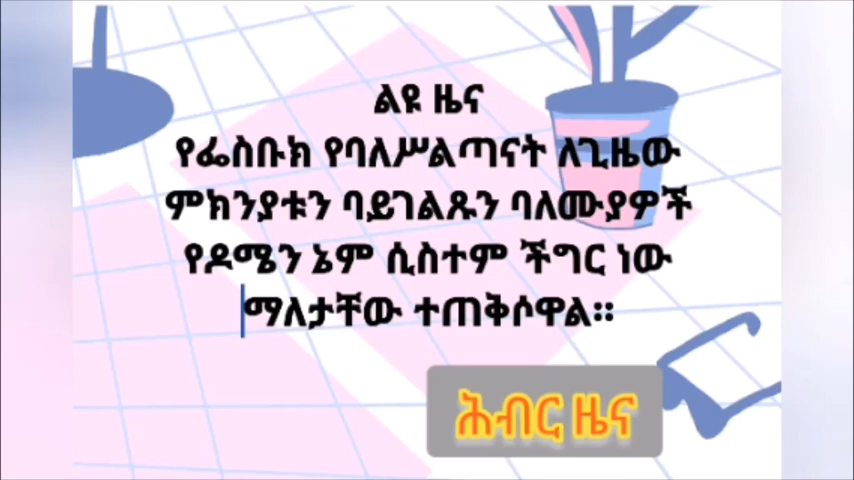 ልዩ ዜና
የፌስቡክ የባለሥልጣናት ለጊዜው
ምክንያቱን ባይገልጹን ባለሙያዎች
የዶሜን ኔም ሲስተም ችግር ነው
ማለታቸው ተጠቅሶዋል።
ሕብር ዜና